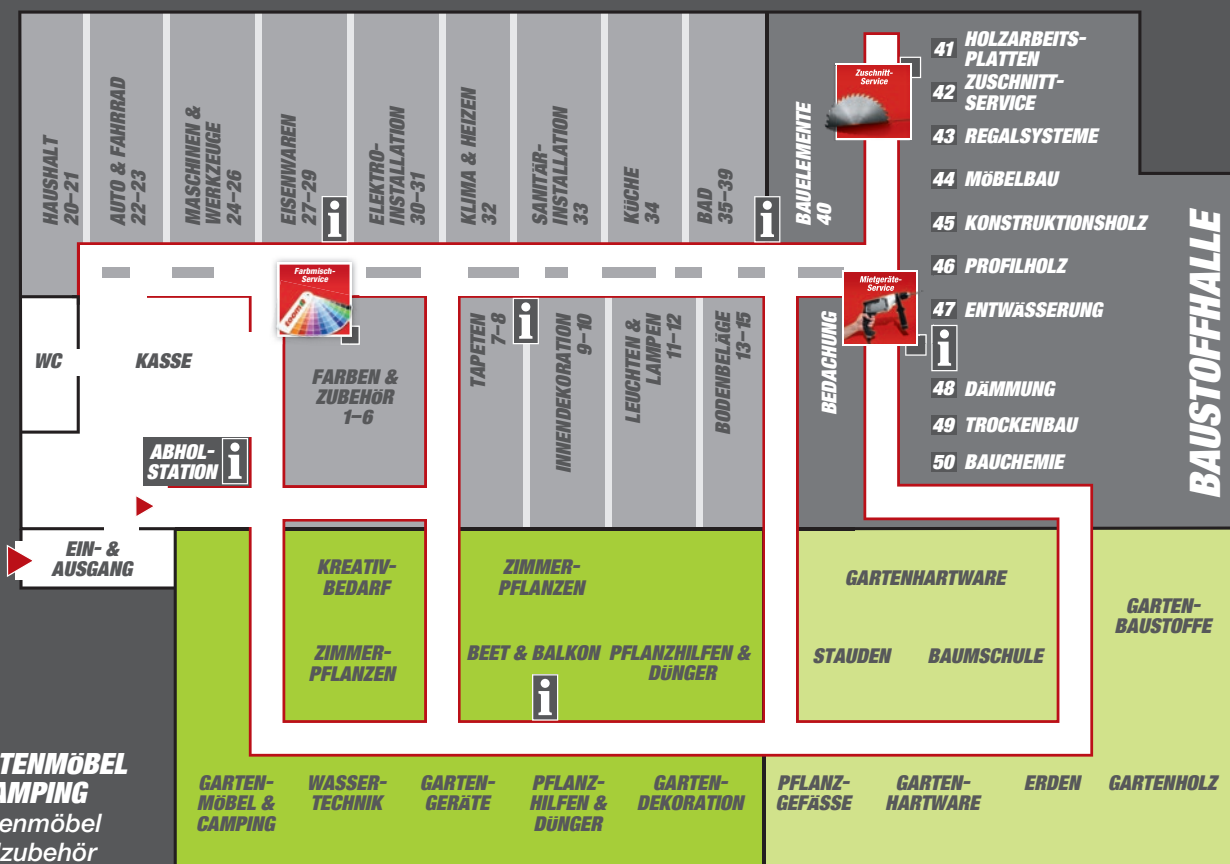 HAUSHALT
20–21
AUTO & FAHRRAD
22–23
MASCHINEN &
WERKZEUGE
24–26
EISENWAREN
27–29
i
ELEKTRO-
INSTALLATION
30–31
KLIMA & HEIZEN
32
SANITÄR-
INSTALLATION
33
KÜCHE
34
BAD
35–39
i
BAUELEMENTE
40
Zuschnitt-
Service
41 HOLZARBEITS-
PLATTEN
42 ZUSCHNITT-
SERVICE
43 REGALSYSTEME
44 MÖBELBAU
45 KONSTRUKTIONSHOLZ
46 PROFILHOLZ
47 ENTWÄSSERUNG
i
48 DÄMMUNG
49 TROCKENBAU
50 BAUCHEMIE
BAUSTOFFHALLE
WC
KASSE
Farbmisch-
Service
toom
FARBEN &
ZUBEHÖR
1–6
TAPETEN
7–8
i
INNENDEKORATION
9–10
LEUCHTEN &
LAMPEN
11–12
BODENBELÄGE
13–15
BEDACHUNG
Mietgeräte-
Service
ABHOL-
STATION
i
EIN- &
AUSGANG
KREATIV-
BEDARF
ZIMMER-
PFLANZEN
ZIMMER-
PFLANZEN
BEET & BALKON
i
PFLANZHILFEN &
DÜNGER
GARTENHARTWARE
STAUDEN
BAUMSCHULE
GARTEN-
BAUSTOFFE
TENMÖBEL
AMPING
enmöbel
lzubehör
GARTEN-
MÖBEL &
CAMPING
WASSER-
TECHNIK
GARTEN-
GERÄTE
PFLANZ-
HILFEN &
DÜNGER
GARTEN-
DEKORATION
PFLANZ-
GEFÄSSE
GARTEN-
HARTWARE
ERDEN
GARTENHOLZ